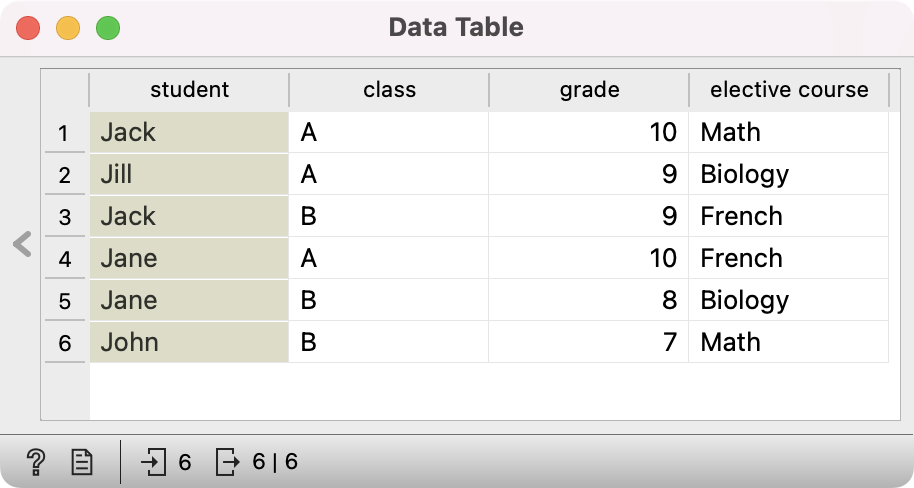 Data Table
student class grade elective course
1 Jack A 10 Math
2 Jill A 9 Biology
3 Jack B 9 French
4 Jane A 10 French
5 Jane B 8 Biology
6 John B 7 Math
? 6 6 | 6